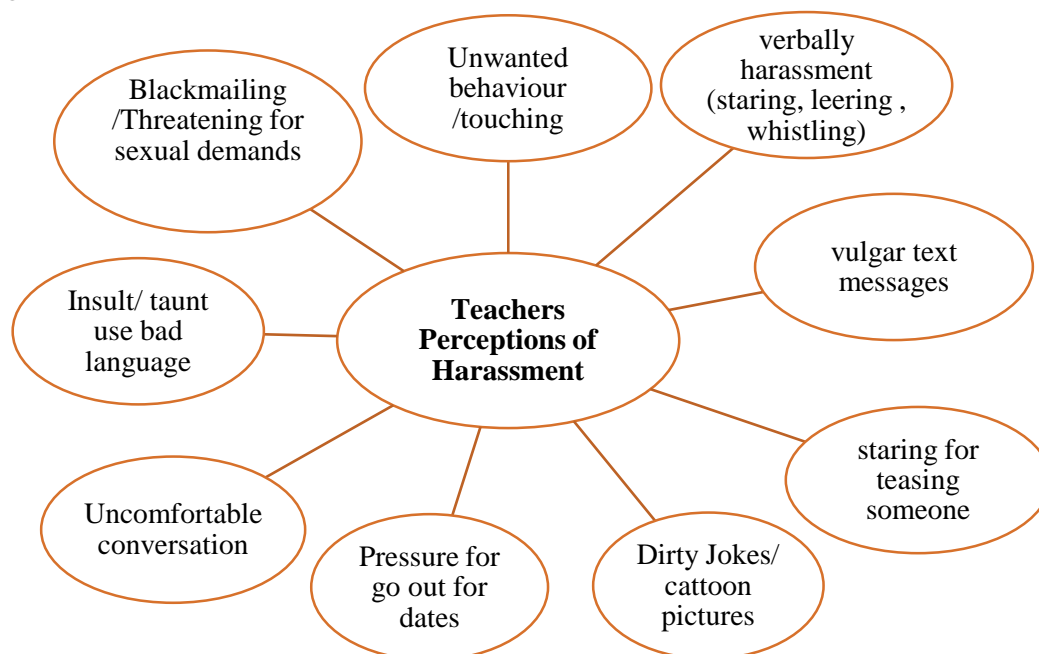 Blackmailing
/Threatening for
sexual demands
Unwanted
behaviour
/touching
verbally
harassment
(staring, leering ,
whistling)
vulgar text
messages
Insult/ taunt
use bad
language
Teachers
Perceptions of
Harassment
staring for
teasing
someone
Uncomfortable
conversation
Pressure for
go out for
dates
Dirty Jokes/
cattoon
pictures